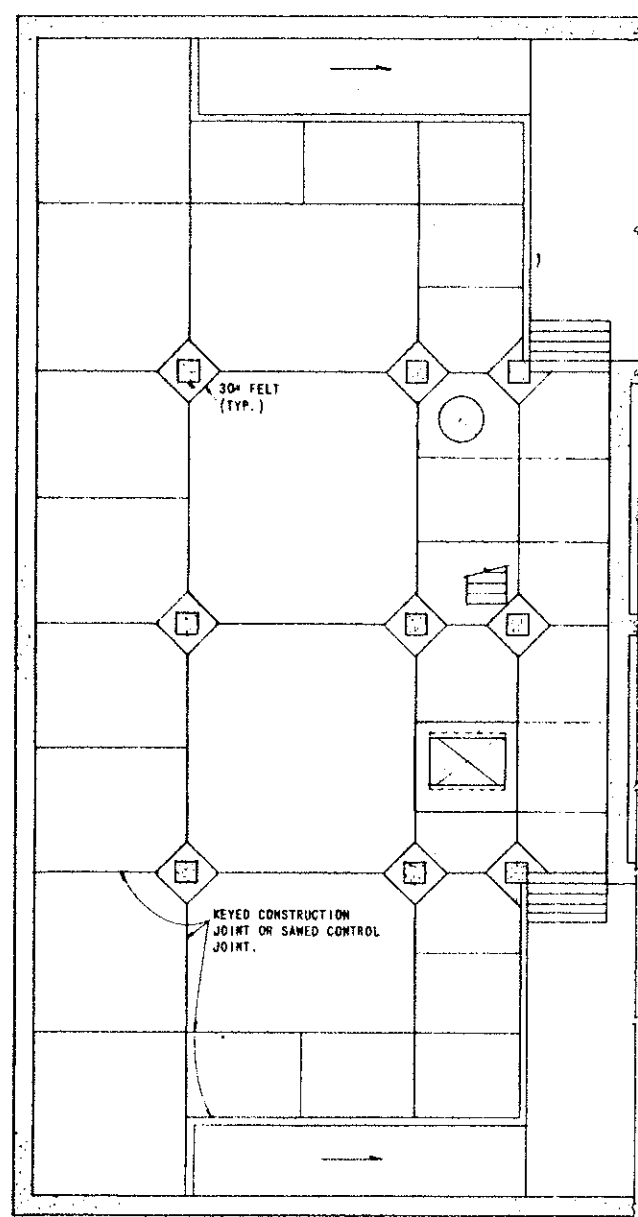 30# FELT
(TYP.)
KEYED CONSTRUCTION
JOINT OR SAWED CONTROL
JOINT.